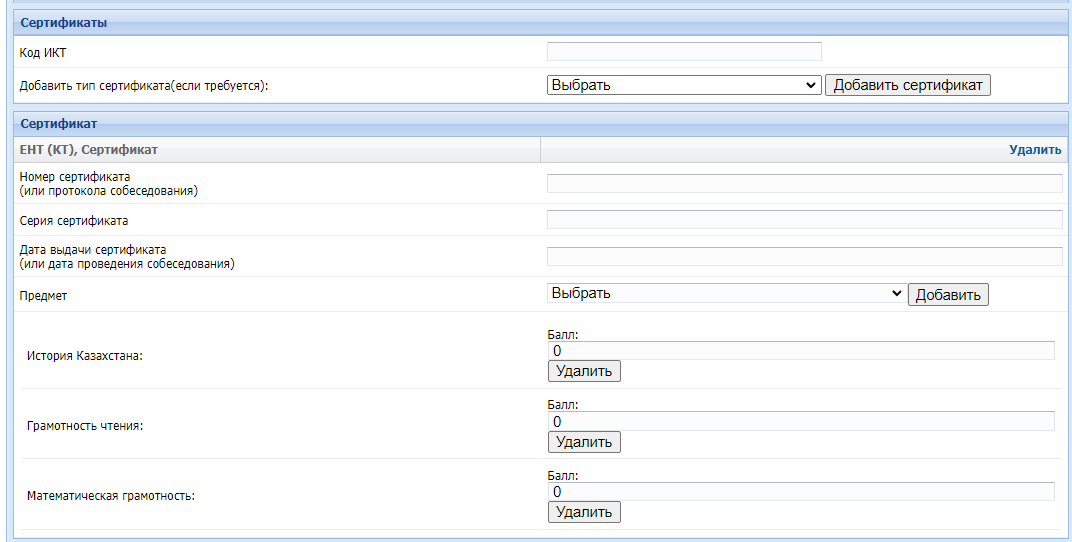 Сертификаты
Код ИКТ
Добавить тип сертификата(если требуется):
Выбрать
Добавить сертификат
Сертификат
ЕНТ (КТ), Сертификат
Удалить
Номер сертификата
(или протокола собеседования)
Серия сертификата
Дата выдачи сертификата
(или дата проведения собеседования)
Предмет
Выбрать
Добавить
История Казахстана:
Балл:
0
Удалить
Грамотность чтения:
Балл:
0
Удалить
Математическая грамотность:
Балл:
0
Удалить